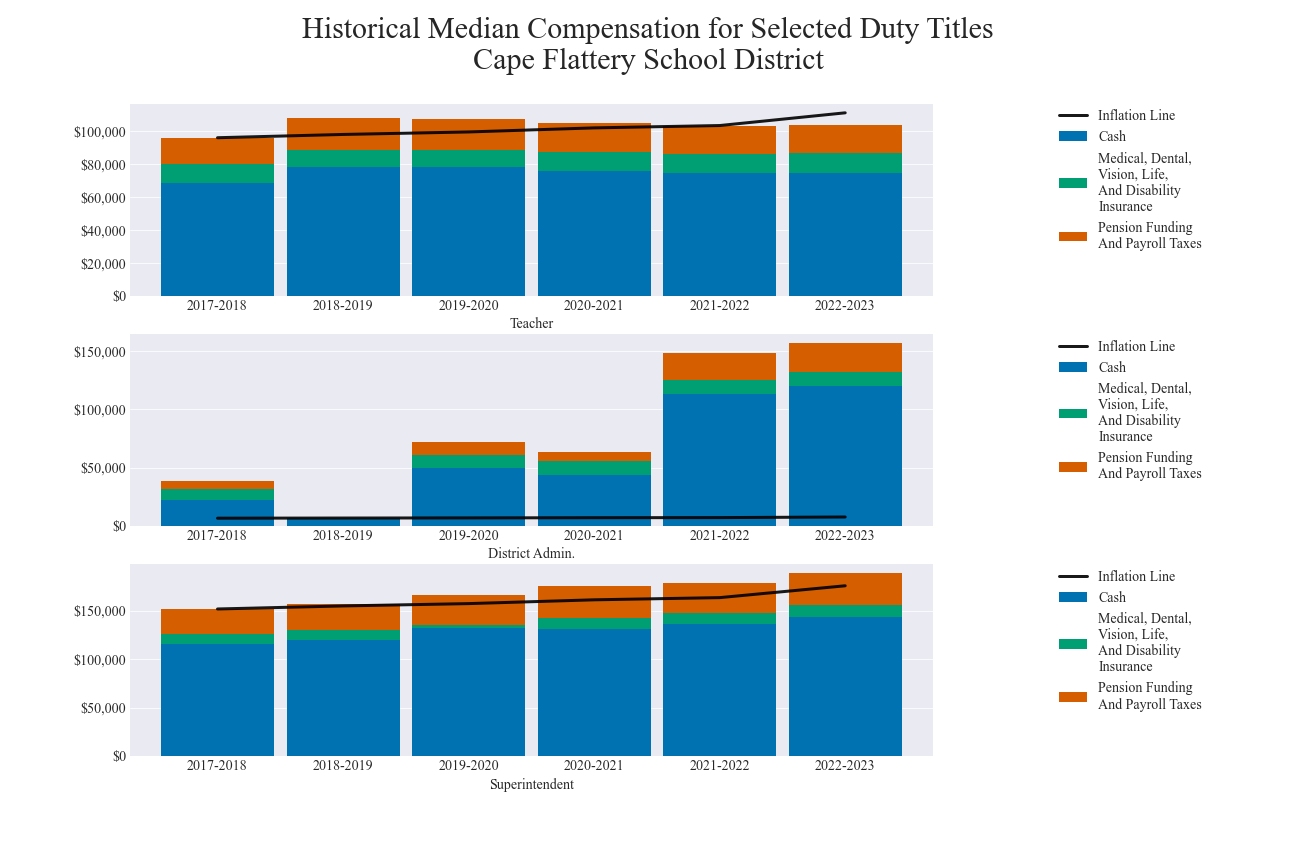 Historical Median Compensation for Selected Duty Titles
Cape Flattery School District
$100,000
$80,000
$60,000
$40,000
$20,000
$0
2017-2018 2018-2019 2019-2020 2020-2021 2021-2022 2022-2023
Teacher
Inflation Line
Cash
Medical, Dental,
Vision, Life,
And Disability
Insurance
Pension Funding
And Payroll Taxes
$150,000
$100,000
$50,000
$0
2017-2018 2018-2019 2019-2020 2020-2021 2021-2022 2022-2023
District Admin.
Inflation Line
Cash
Medical, Dental,
Vision, Life,
And Disability
Insurance
Pension Funding
And Payroll Taxes
$150,000
$100,000
$50,000
$0
2017-2018 2018-2019 2019-2020 2020-2021 2021-2022 2022-2023
Superintendent
Inflation Line
Cash
Medical, Dental,
Vision, Life,
And Disability
Insurance
Pension Funding
And Payroll Taxes